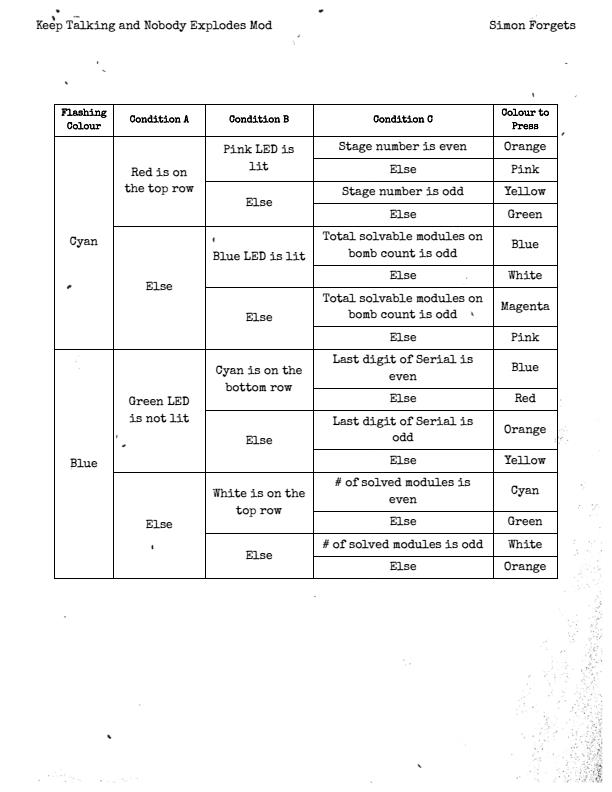 Keep Talking and Nobody Explodes Mod
Simon Forgets
Flashing
Colour
Condition A
Condition B
Condition C
Colour to
Press
Cyan
Red is on
the top row
Pink LED is
lit
Stage number is even
Orange
Else
Pink
Else
Stage number is odd
Yellow
Else
Green
Else
Blue LED is lit
Total solvable modules on
bomb count is odd
Blue
Else
White
Else
Total solvable modules on
bomb count is odd
Magenta
Else
Pink
Blue
Green LED
is not lit
Cyan is on the
bottom row
Last digit of Serial is
even
Blue
Else
Red
Else
Last digit of Serial is
odd
Orange
Else
Yellow
Else
White is on the
top row
# of solved modules is
even
Cyan
Else
Green
Else
# of solved modules is odd
White
Else
Orange